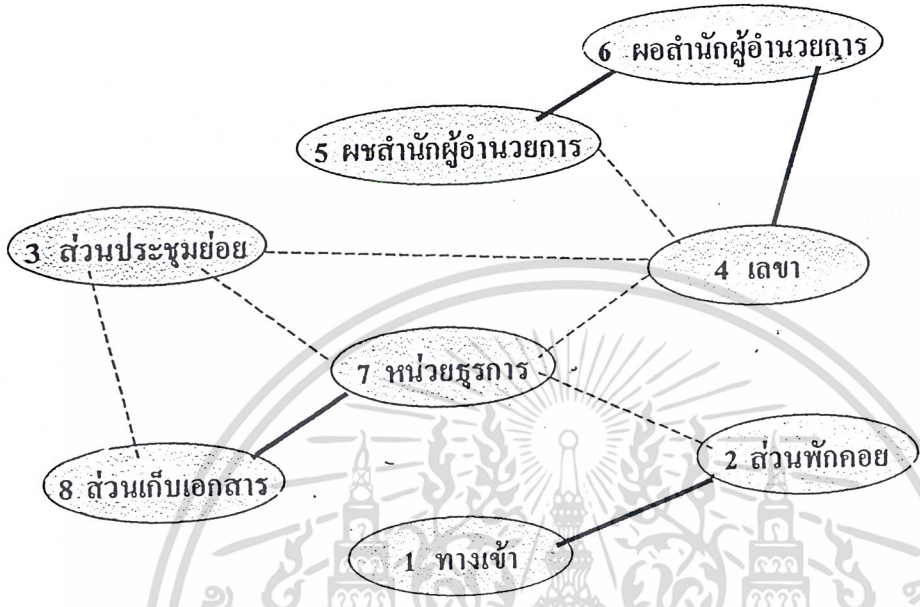 6 ผอสำนักผู้อำนวยการ
5 ผชสำนักผู้อำนวยการ
3 ส่วนประชุมย่อย
4 เลขา
7 หน่วยธุรการ
2 ส่วนพักคอย
8 ส่วนเก็บเอกสาร
1 ทางเข้า